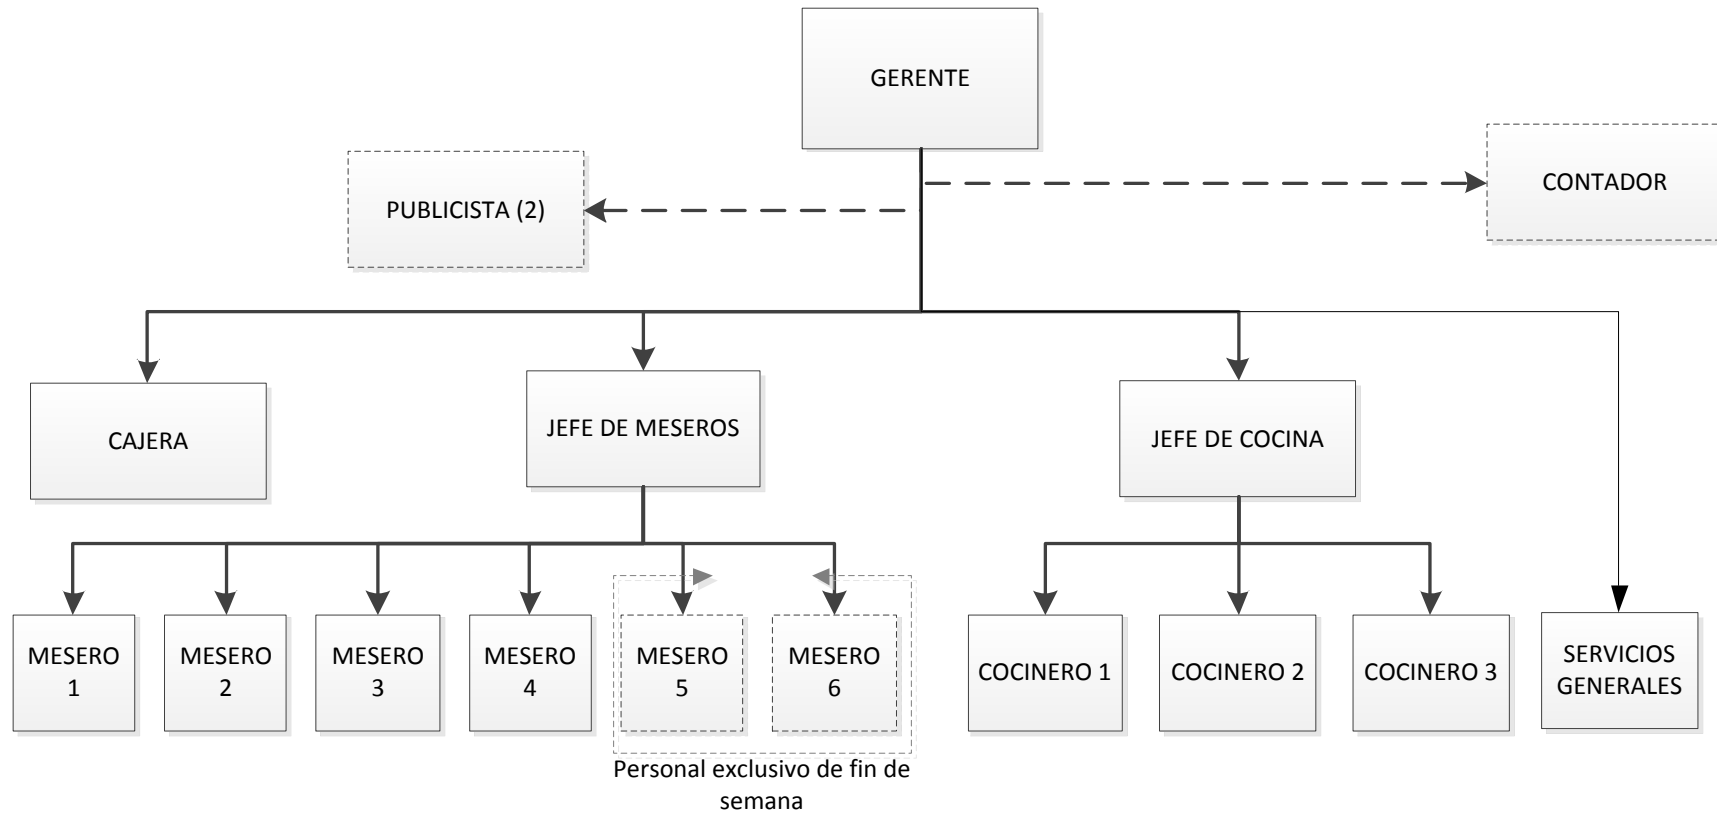 GERENTE
CONTADOR
PUBLICISTA (2)
CAJERA
JEFE DE MESEROS
JEFE DE COCINA
MESERO
1
MESERO
2
MESERO
3
MESERO
4
MESERO
5
MESERO
6
COCINERO 1
COCINERO 2
COCINERO 3
SERVICIOS
GENERALES
Personal exclusivo de fin de
semana